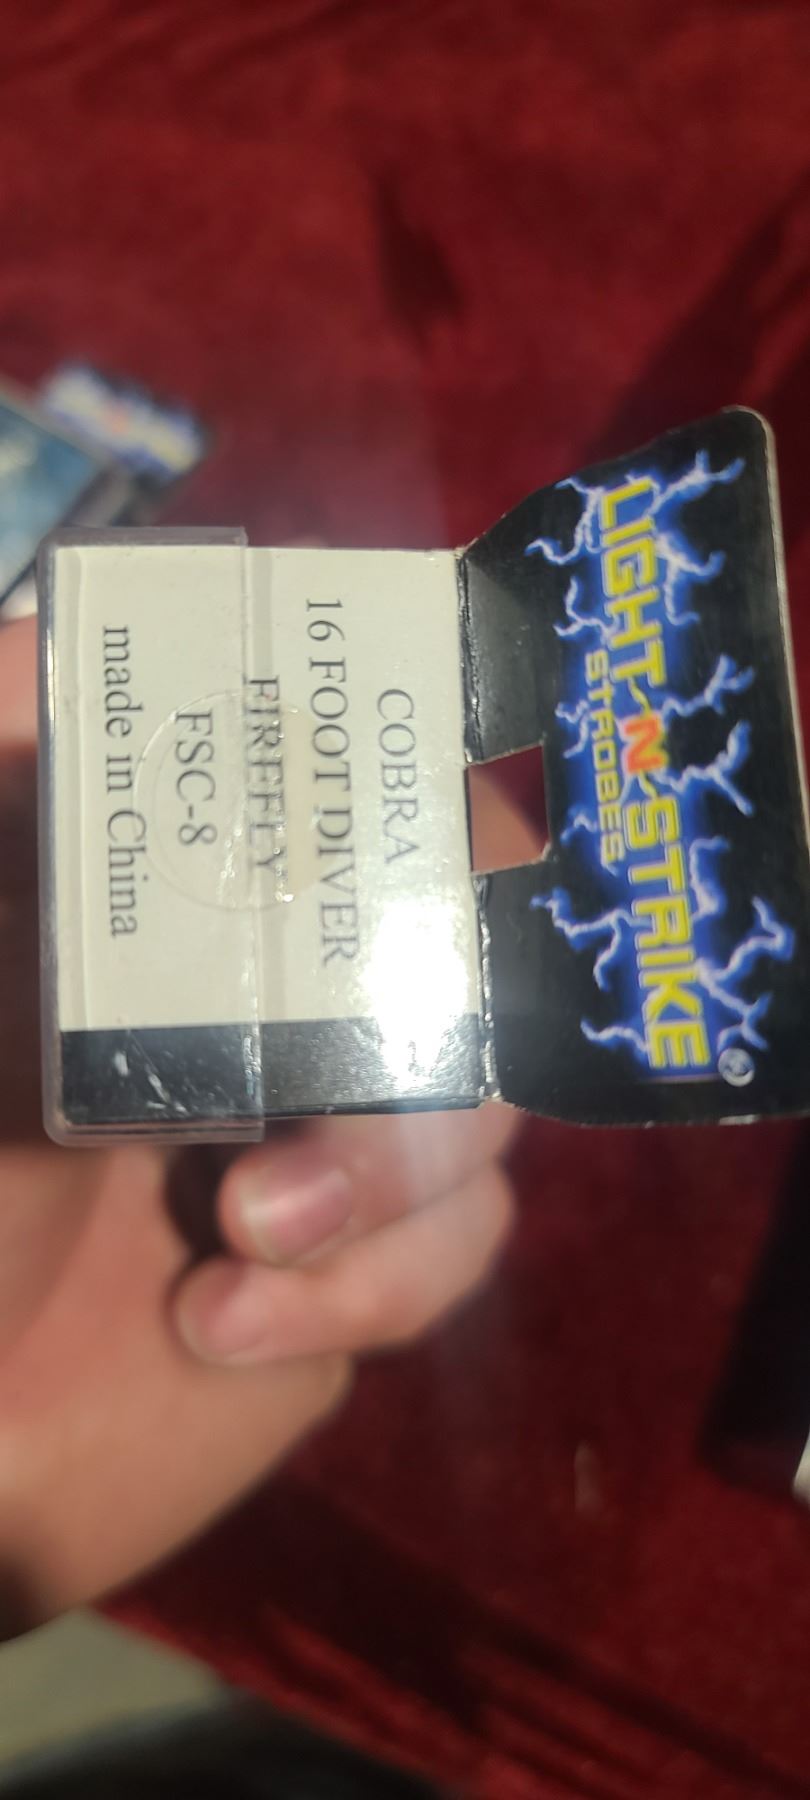 LIGHT-N-STRIKE®
STROBES
COBRA
16 FOOT DIVER
FIREFLY
FSC-8
made in China